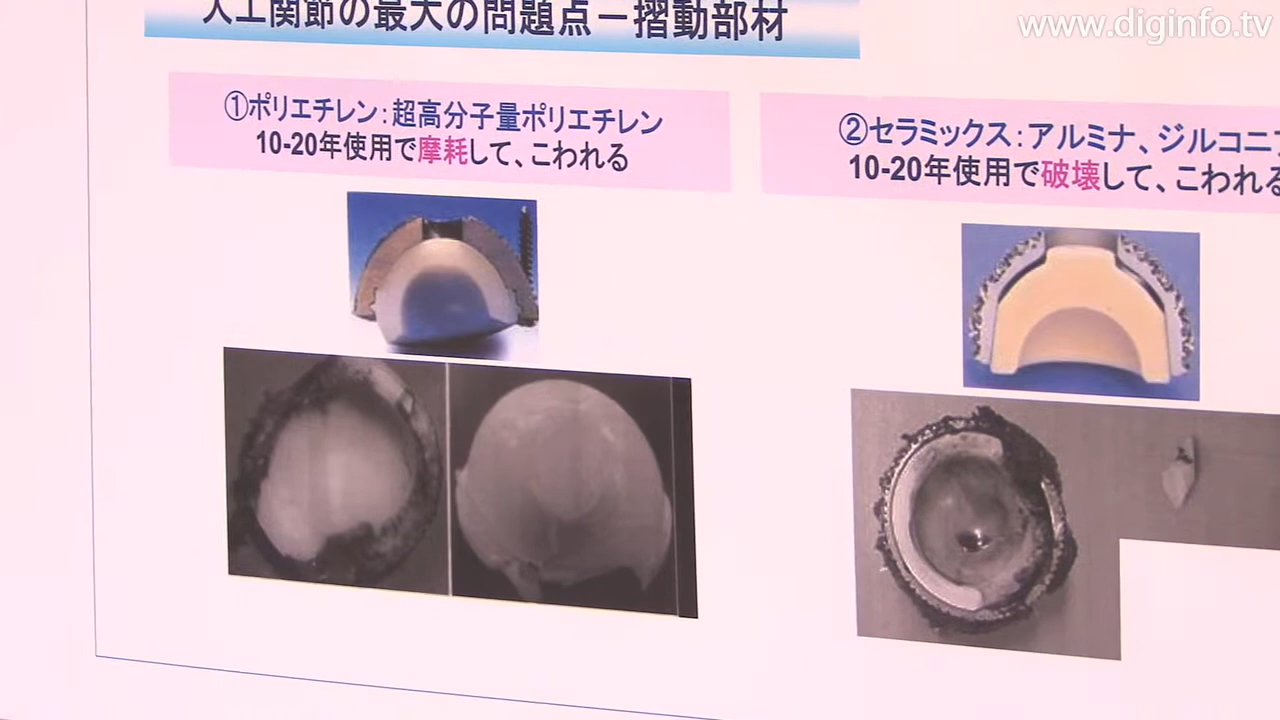 www.diginfo.tv
人工関節の最大の問題点－摺動部材
①ポリエチレン：超高分子量ポリエチレン
10-20年使用で摩耗して、こわれる
②セラミックス：アルミナ、ジルコニ
10-20年使用で破壊して、こわれる